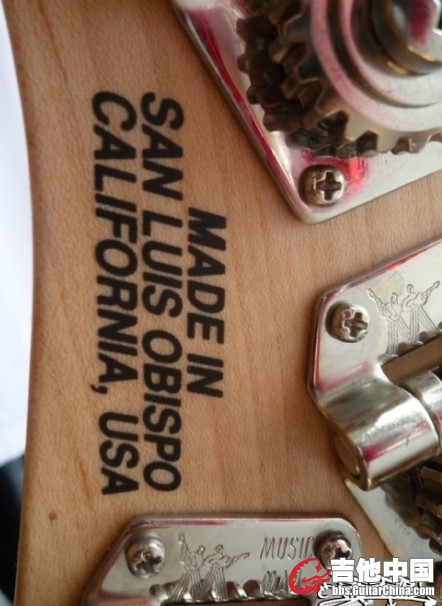 MADE IN
SAN LUIS OBISPO
CALIFORNIA, USA
吉他中国
bbs.GuitarChina.com